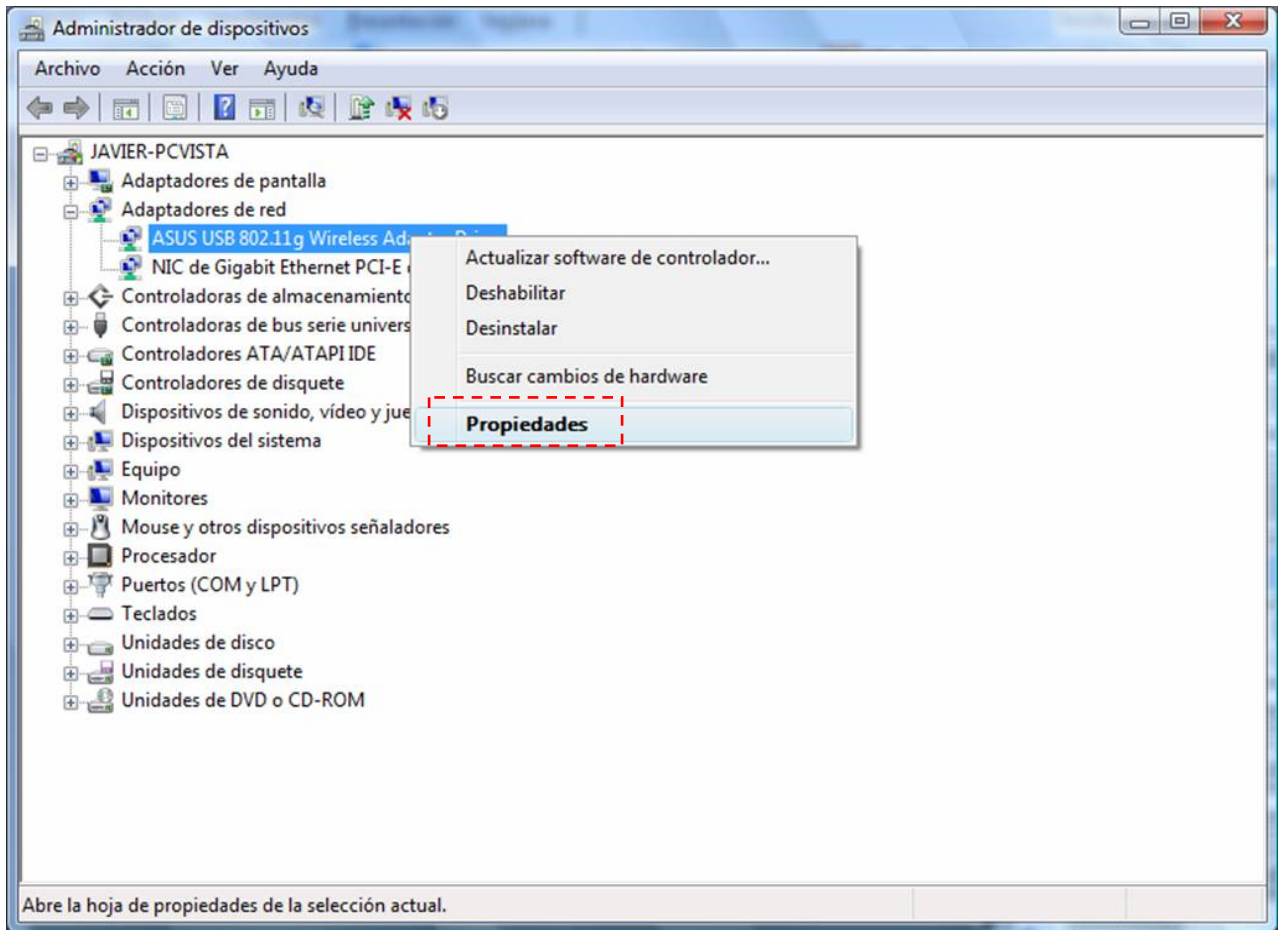 Administrador de dispositivos
Archivo Acción Ver Ayuda
JAVIER-PCVISTA
Adaptadores de pantalla
Adaptadores de red
ASUS USB 802.11g Wireless
NIC de Gigabit Ethernet PCI-E
Controladoras de almacenamiento
Controladoras de bus serie univers
Controladores ATA/ATAPI IDE
Controladores de disquete
Dispositivos de sonido, vídeo y jue
Dispositivos del sistema
Equipo
Monitores
Mouse y otros dispositivos señaladores
Procesador
Puertos (COM y LPT)
Teclados
Unidades de disco
Unidades de disquete
Unidades de DVD o CD-ROM
Actualizar software de controlador...
Deshabilitar
Desinstalar
Buscar cambios de hardware
Propiedades
Abre la hoja de propiedades de la selección actual.